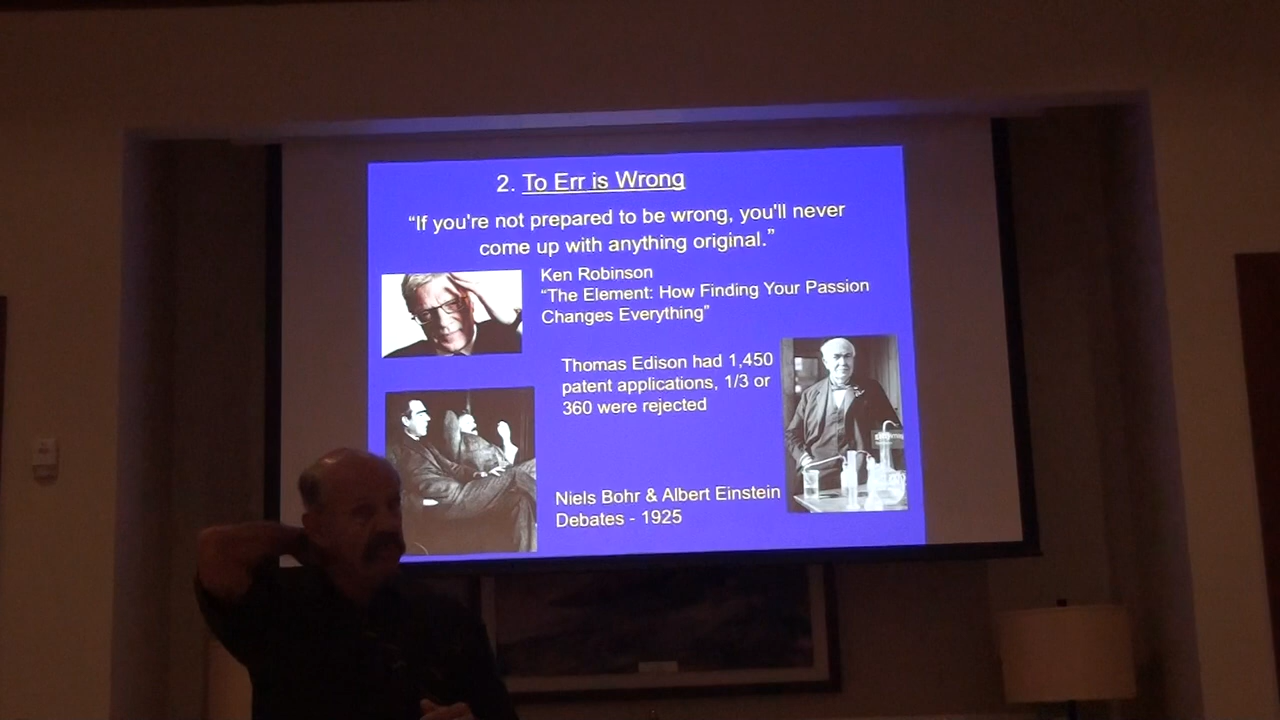 2. To Err is Wrong
“If you're not prepared to be wrong, you'll never
come up with anything original.”
Ken Robinson
“The Element: How Finding Your Passion
Changes Everything”
Thomas Edison had 1,450
patent applications, 1/3 or
360 were rejected
Niels Bohr & Albert Einstein
Debates - 1925